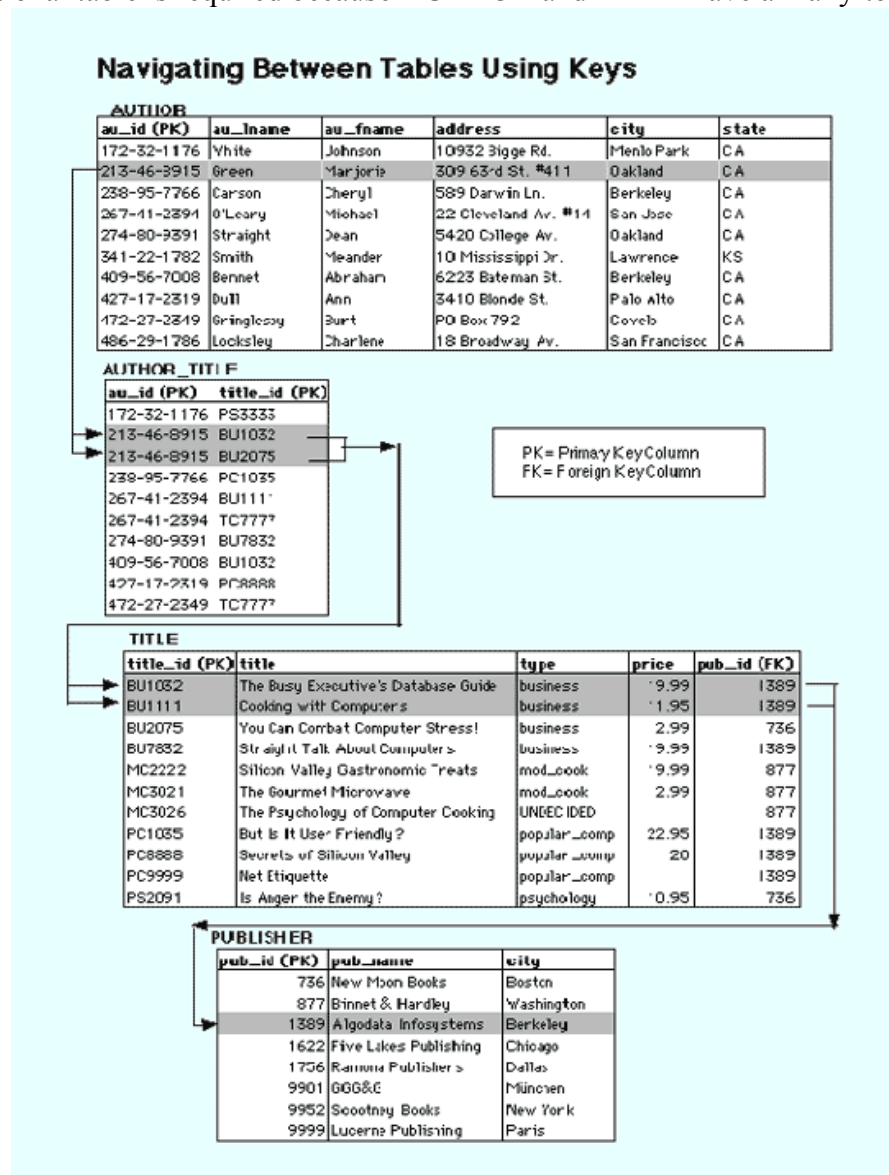 Navigating Between Tables Using Keys
AUTHOR
au_id (PK) au_lname au_fname address city state
172-32-1176 White Johnson 10932 Bigge Rd. Menlo Park CA
213-46-8915 Green Marjorie 309 63rd St. #411 Oakland CA
238-95-7766 Carson Cheryl 589 Darwin Ln. Berkeley CA
267-41-2394 O'Leary Michael 22 Cleveland Av. #14 San Jose CA
274-80-9391 Straight Dean 5420 College Av. Oakland CA
341-22-1782 Smith Meander 10 Mississippi Dr. Lawrence KS
409-56-7008 Bennet Abraham 6223 Bateman St. Berkeley CA
427-17-2319 Dull Ann 3410 Blonde St. Palo Alto CA
472-27-2349 Gringlesby Burt PO Box 792 Covelo CA
486-29-1786 Locksley Charlene 18 Broadway Av. San Francisco CA
AUTHOR_TITLE
au_id (PK) title_id (PK)
172-32-1176 PS3333
213-46-8915 BU1032
213-46-8915 BU2075
238-95-7766 PC1035
267-41-2394 BU1111
267-41-2394 TC7777
274-80-9391 BU7832
409-56-7008 BU1032
427-17-2319 PC8888
472-27-2349 TC7777
PK= Primary Key Column
FK= Foreign Key Column
TITLE
title_id (PK) title type price pub_id (FK)
BU1032 The Busy Executive's Database Guide business 19.99 1389
BU1111 Cooking with Computers business 11.95 1389
BU2075 You Can Combat Computer Stress! business 2.99 736
BU7832 Straight Talk About Computers business 19.99 1389
MC2222 Silicon Valley Gastronomic Treats mod_cook 19.99 877
MC3021 The Gourmet Microwave mod_cook 2.99 877
MC3026 The Psychology of Computer Cooking UNDECIDED 877
PC1035 But Is It User Friendly? popular_comp 22.95 1389
PC8888 Secrets of Silicon Valley popular_comp 20 1389
PC9999 Net Etiquette popular_comp 1389
PS2091 Is Anger the Enemy? psychology 10.95 736
PUBLISHER
pub_id (PK) pub_name city
736 New Moon Books Boston
877 Binnet & Hardley Washington
1389 Algodata Infosystems Berkeley
1622 Five Lakes Publishing Chicago
1756 Ramona Publishers Dallas
9901 GGG&G München
9952 Scootney Books New York
9999 Lucerne Publishing Paris